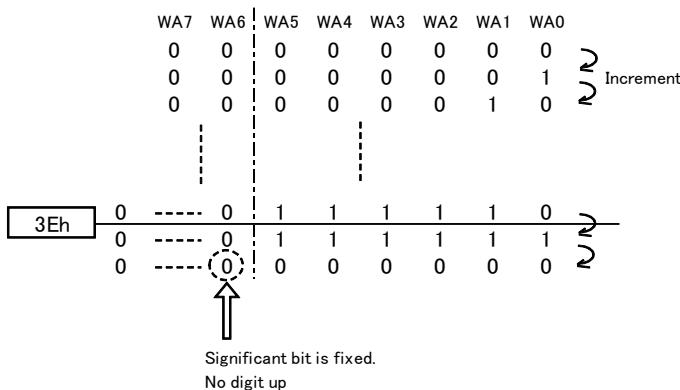 WA7 WA6 WA5 WA4 WA3 WA2 WA1 WA0
0 0 0 0 0 0 0 0
0 0 0 0 0 0 0 1
Increment
0 0 0 0 0 0 1 0
0 ----- 0 1 1 1 1 1 0
3Eh
0 ----- 0 1 1 1 1 1 1
0 ----- 0 0 0 0 0 0 0
Significant bit is fixed.
No digit up